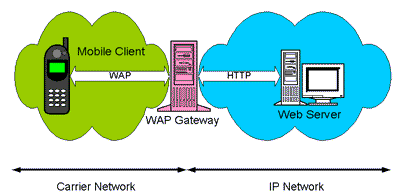 Mobile Client
WAP
HTTP
WAP Gateway
Web Server
Carrier Network
IP Network